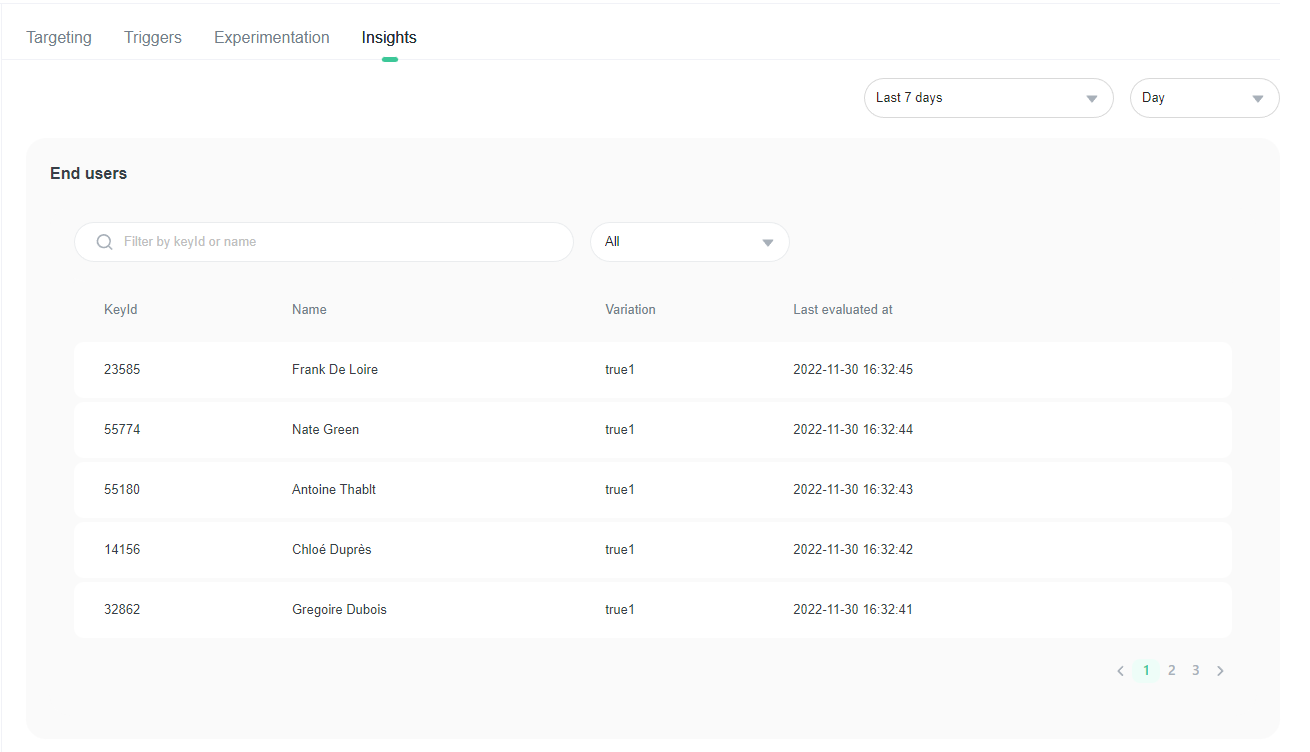 Targeting Triggers Experimentation Insights
Last 7 days Day
End users
Filter by keyId or name All
KeyId Name Variation Last evaluated at
23585 Frank De Loire true1 2022-11-30 16:32:45
55774 Nate Green true1 2022-11-30 16:32:44
55180 Antoine Thablt true1 2022-11-30 16:32:43
14156 Chloé Duprès true1 2022-11-30 16:32:42
32862 Gregoire Dubois true1 2022-11-30 16:32:41
1 2 3